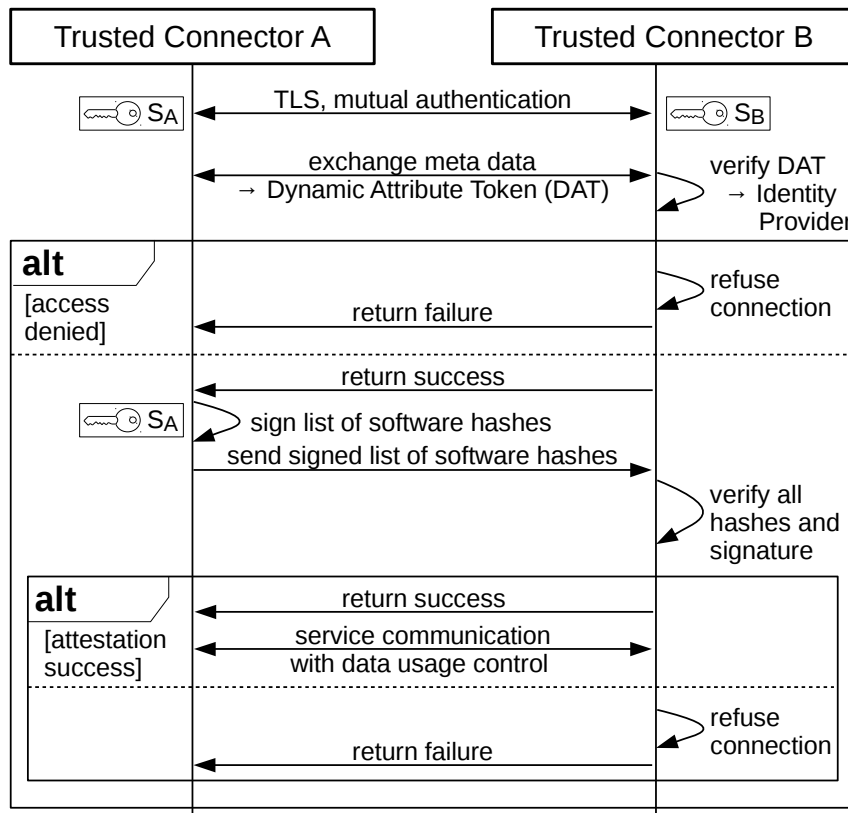 Trusted Connector A
Trusted Connector B
TLS, mutual authentication
SA
SB
exchange meta data
→ Dynamic Attribute Token (DAT)
verify DAT
→ Identity
Provider
alt
[access
denied]
refuse
connection
return failure
return success
SA
sign list of software hashes
send signed list of software hashes
verify all
hashes and
signature
alt
[attestation
success]
return success
service communication
with data usage control
refuse
connection
return failure